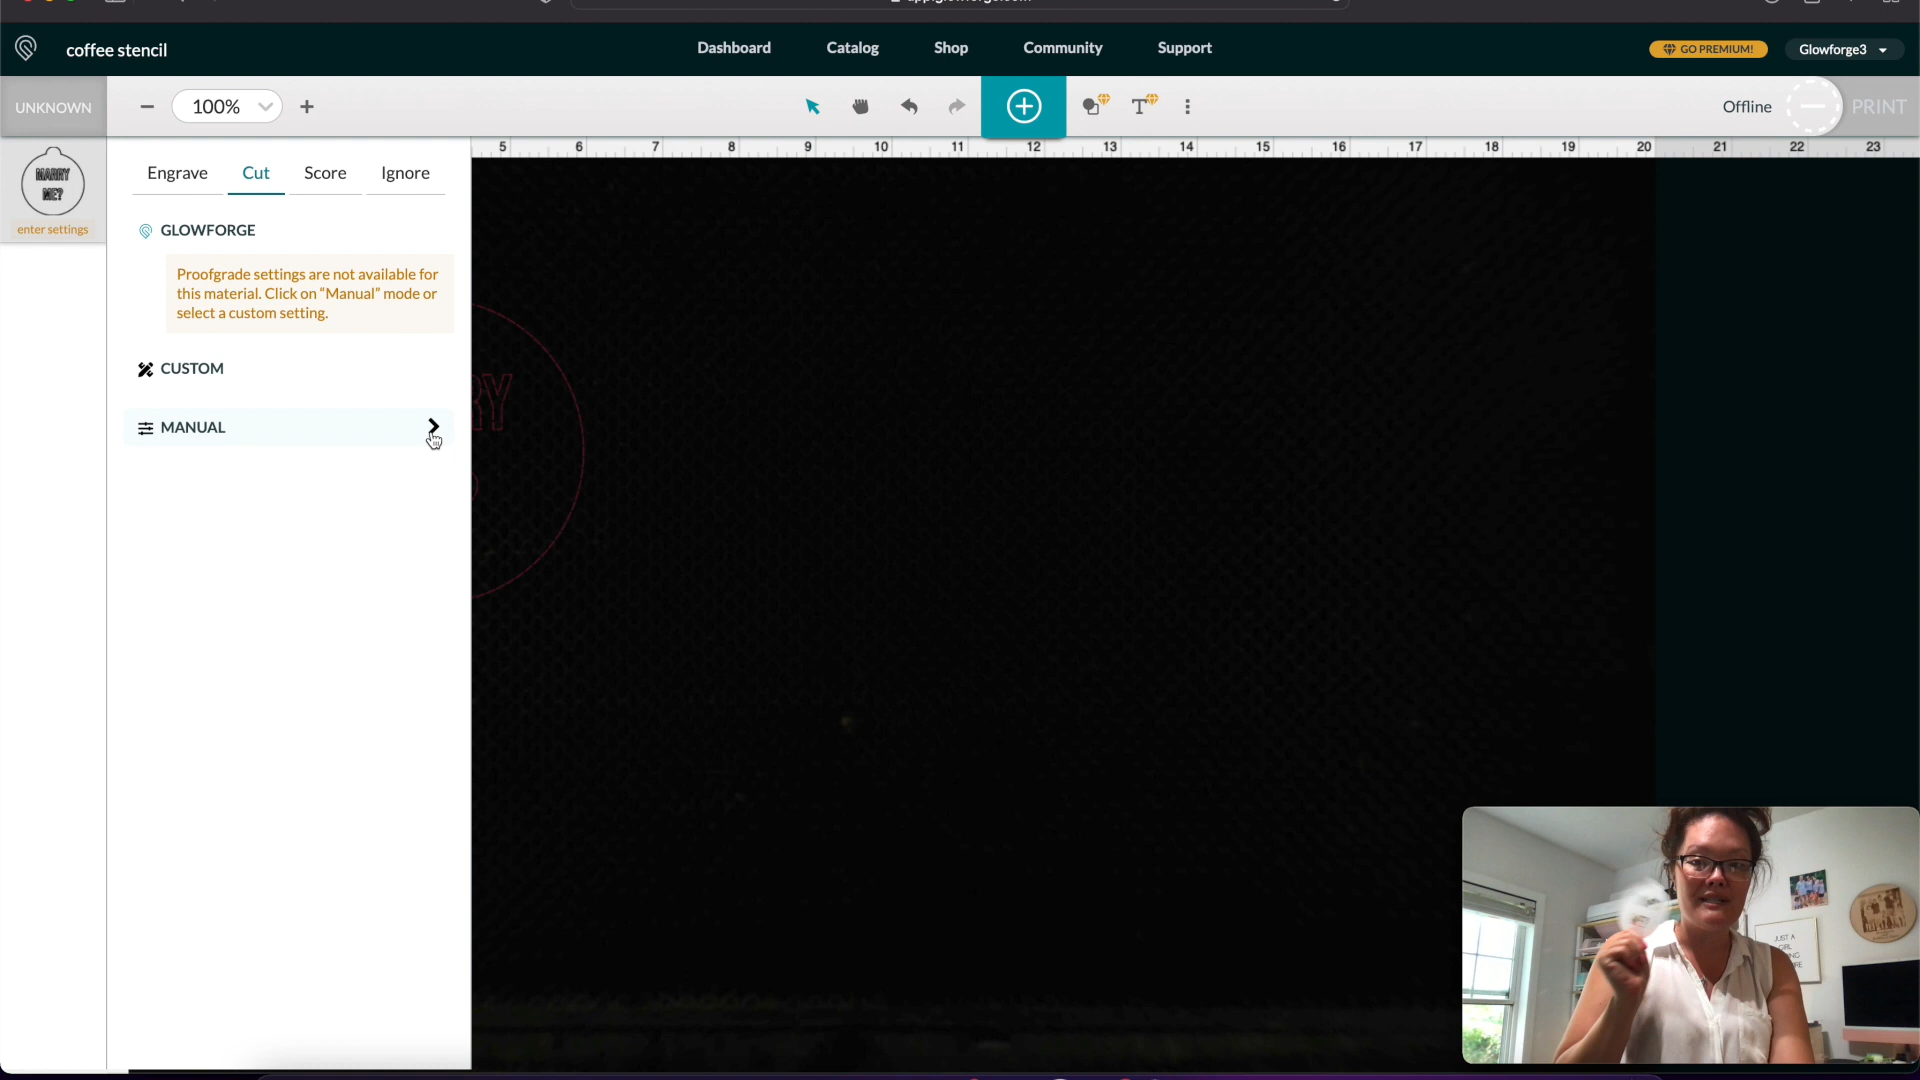 coffee stencil
Dashboard
Catalog
Shop
Community
Support
GO PREMIUM!
Glowforge3
UNKNOWN
100%
T
Offline
PRINT
5 6 7 8 9 10 11 12 13 14 15 16 17 18 19 20 21 22 23
MARRY
ME?
enter settings
Engrave
Cut
Score
Ignore
GLOWFORGE
Proofgrade settings are not available for
this material. Click on “Manual” mode or
select a custom setting.
CUSTOM
MANUAL
RY
JUST A
GIRL